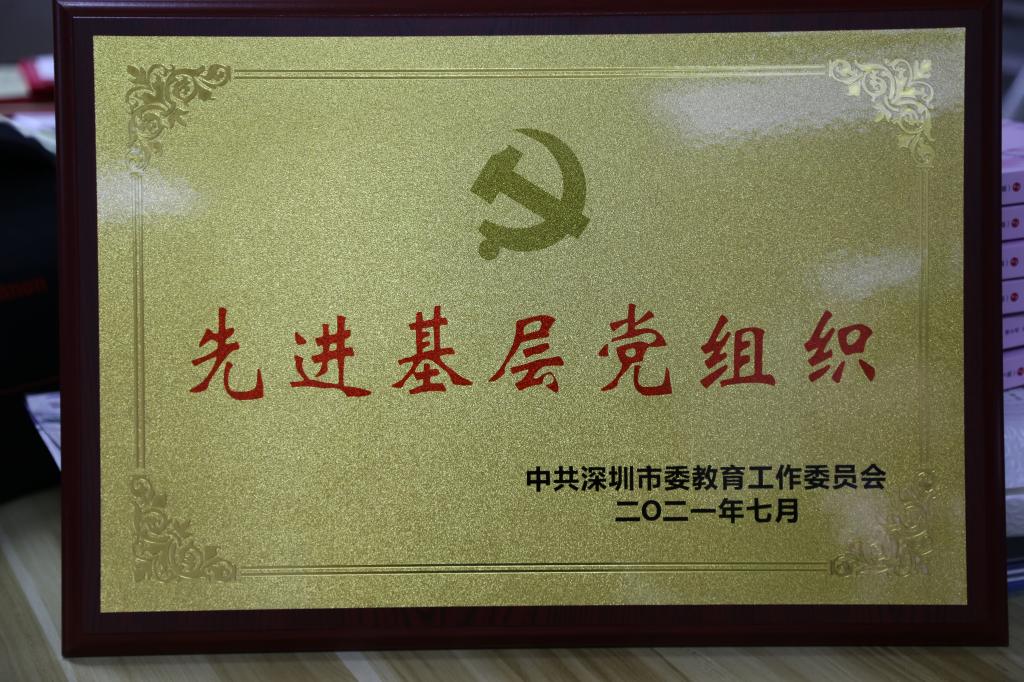 先进基层党组织
中共深圳市委教育工作委员会
二〇二一年七月